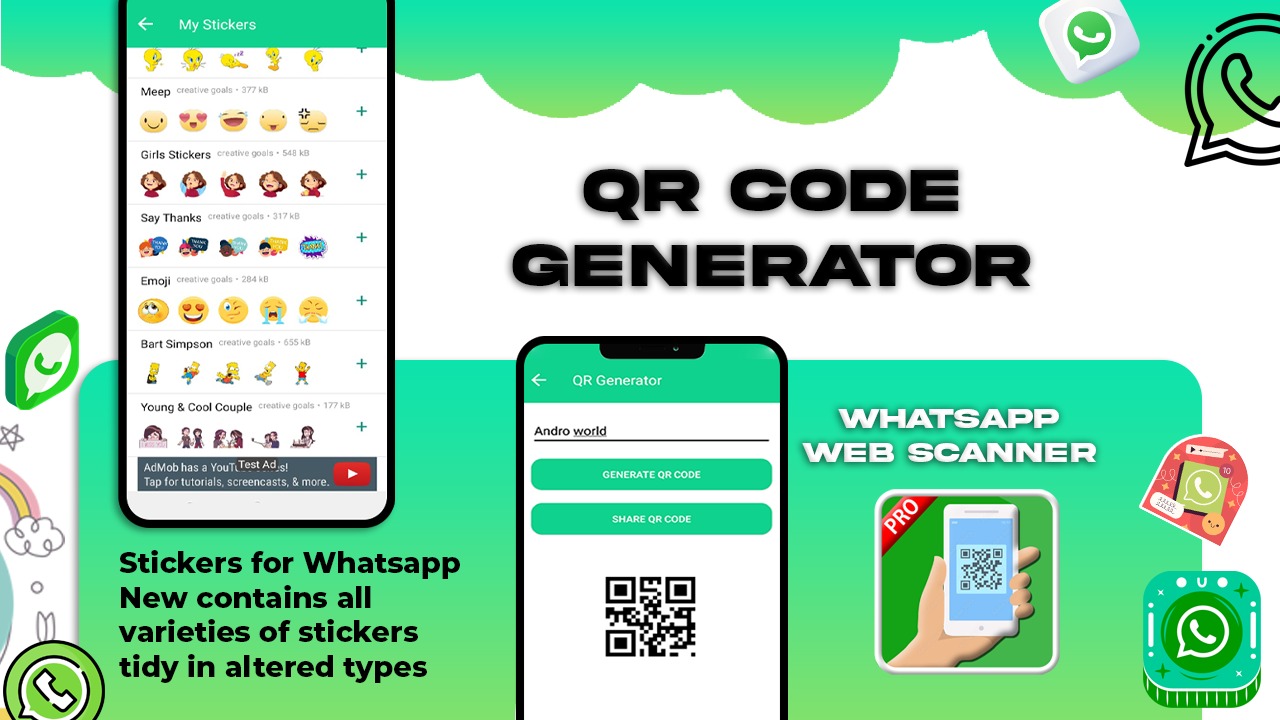 My Stickers
Meep creative goals • 377 kB
Girls Stickers creative goals • 548 kB
Say Thanks creative goals • 317 kB
Emoji creative goals • 284 kB
Bart Simpson creative goals • 655 kB
Young & Cool Couple creative goals • 177 kB
Test Ad
AdMob has a YouTube series!
Tap for tutorials, screencasts, & more.
Stickers for Whatsapp
New contains all
varieties of stickers
tidy in altered types
QR CODE
GENERATOR
QR Generator
Andro world
GENERATE QR CODE
SHARE QR CODE
WHATSAPP
WEB SCANNER
PRO
10